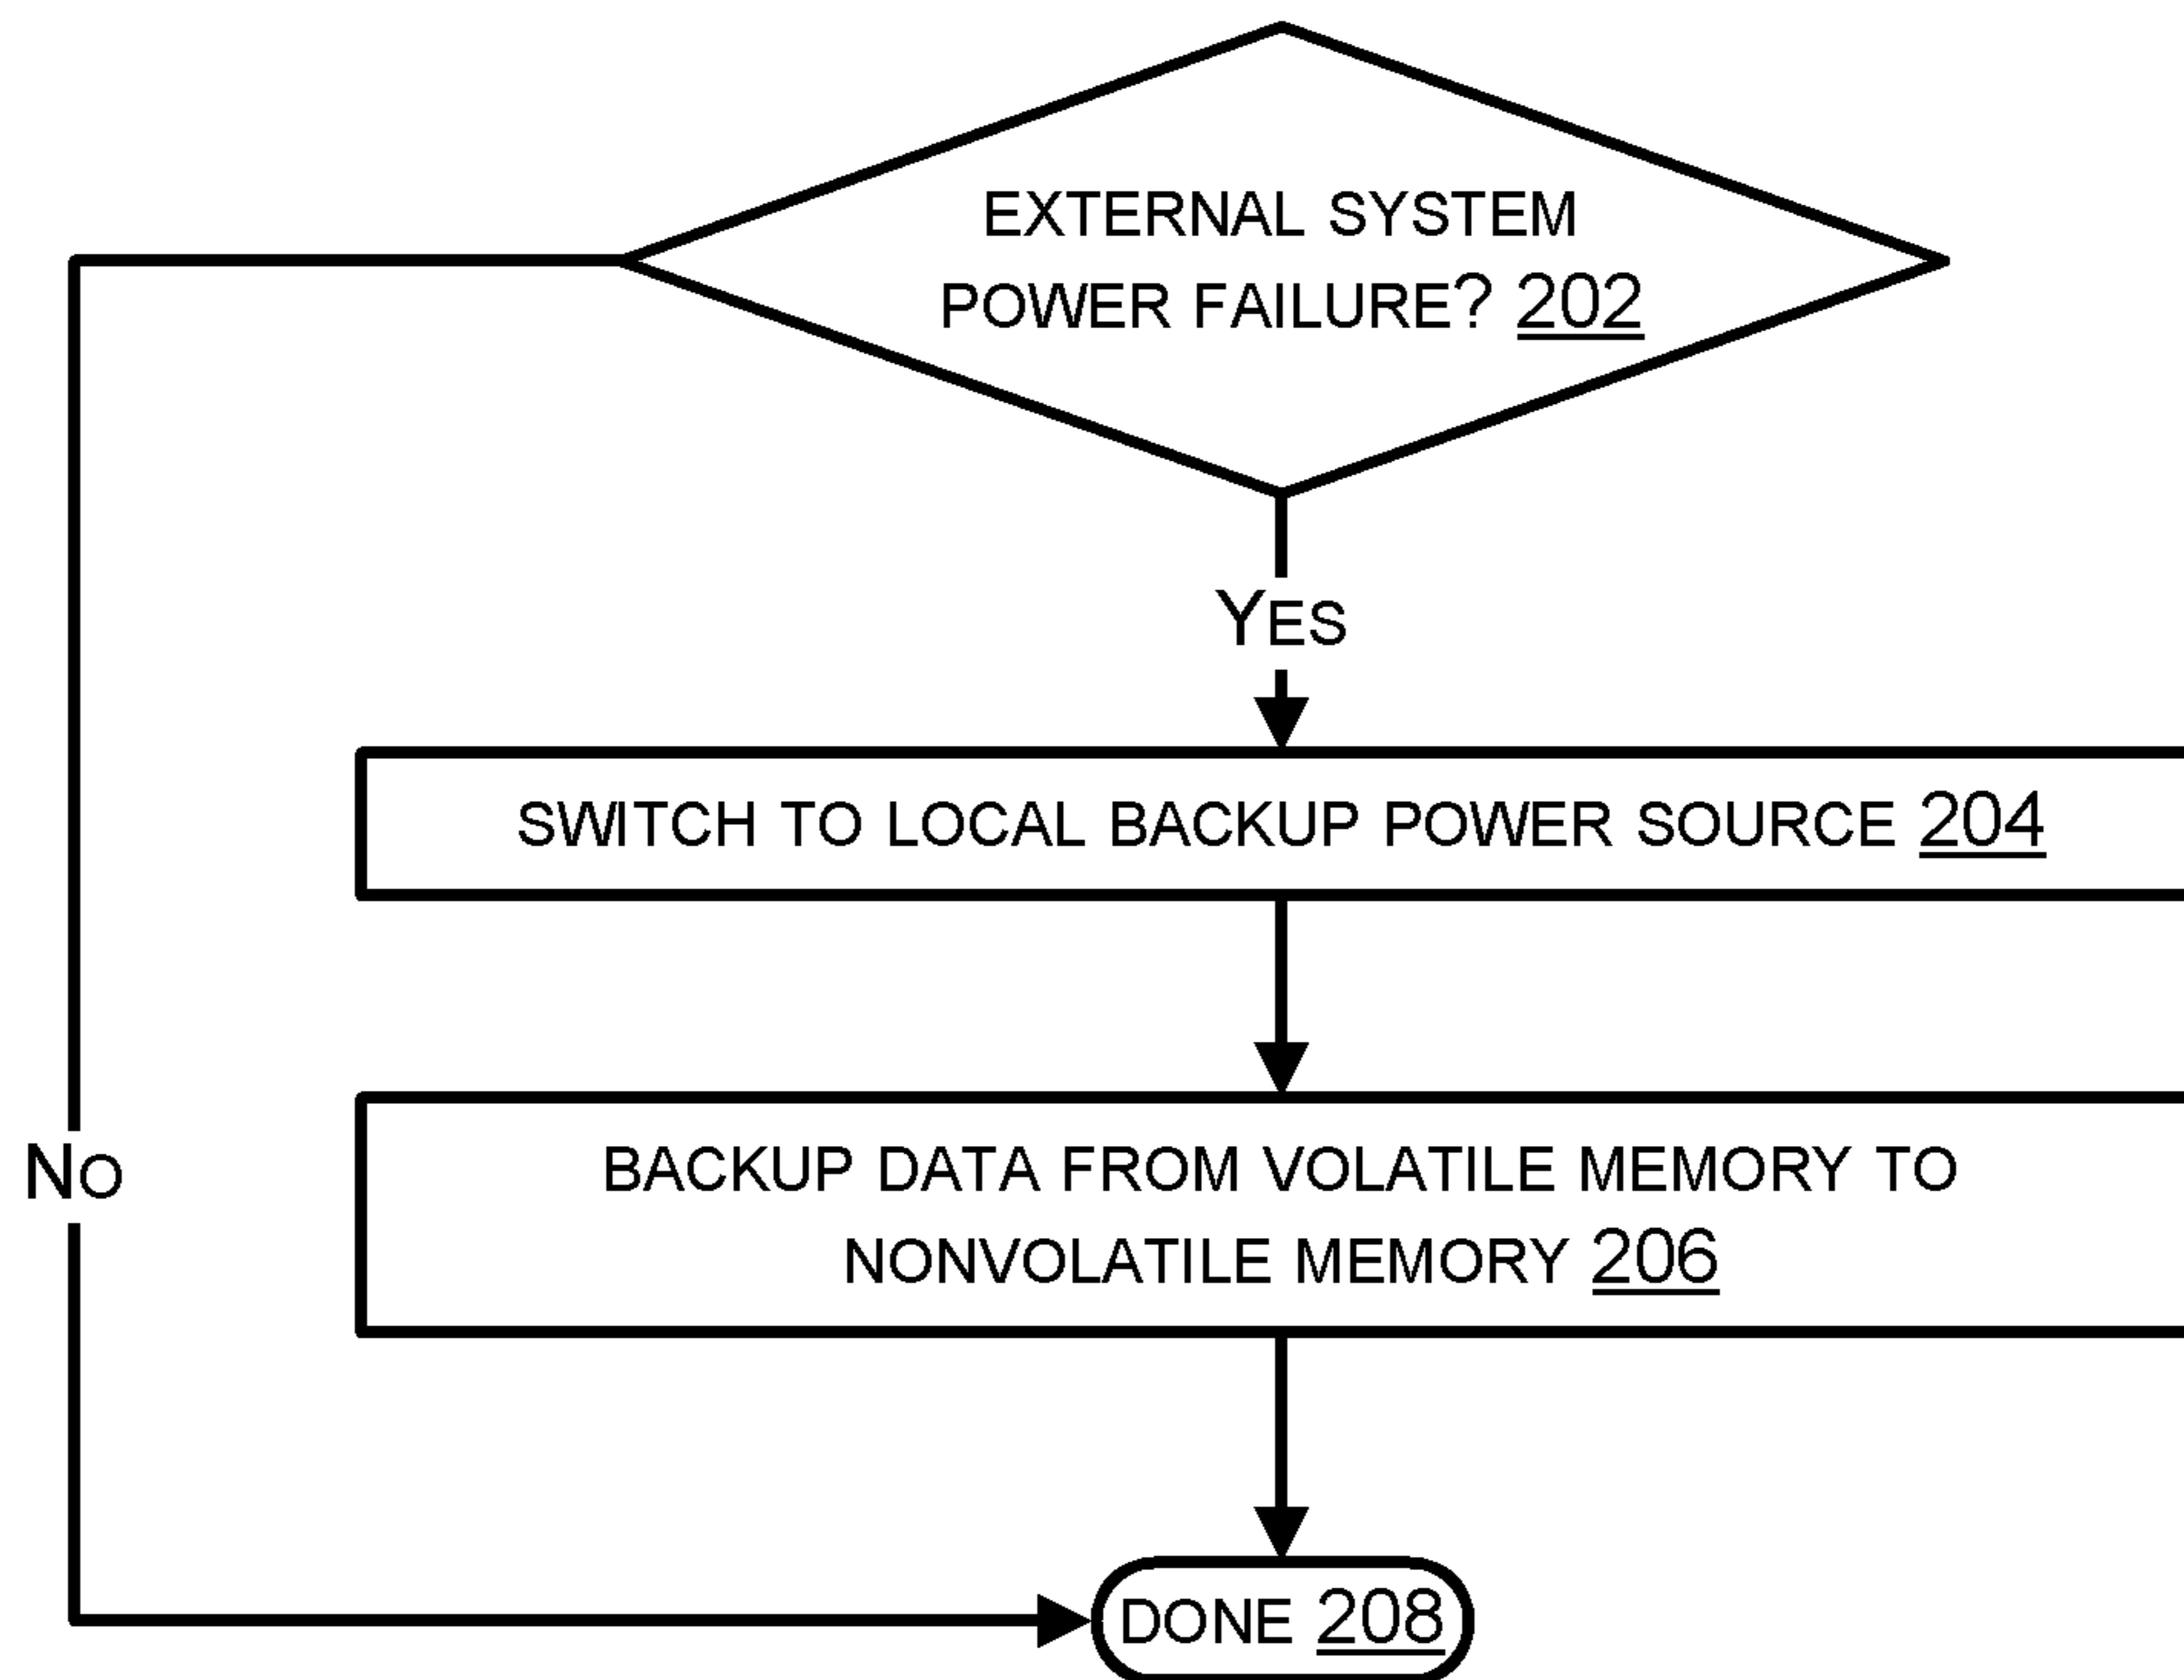 EXTERNAL SYSTEM
POWER FAILURE? 202
YES
SWITCH TO LOCAL BACKUP POWER SOURCE 204
BACKUP DATA FROM VOLATILE MEMORY TO
NONVOLATILE MEMORY 206
NO
DONE 208